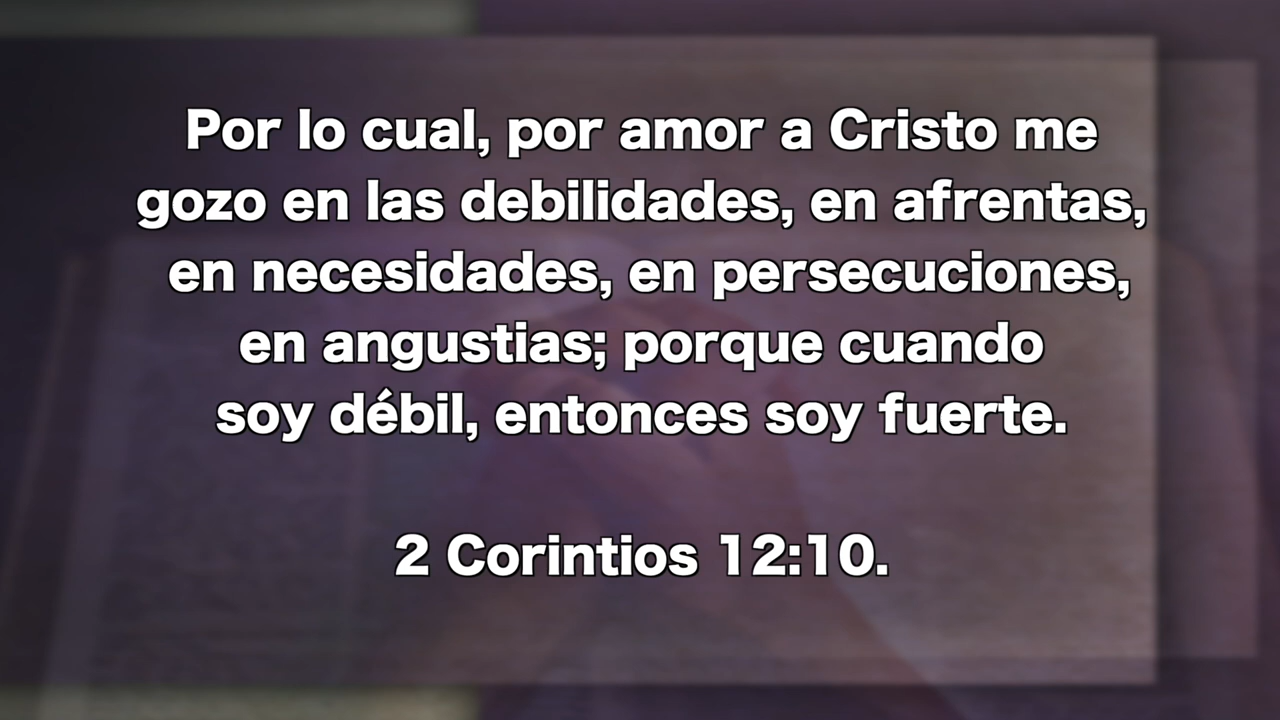 Por lo cual, por amor a Cristo me
gozo en las debilidades, en afrentas,
en necesidades, en persecuciones,
en angustias; porque cuando
soy débil, entonces soy fuerte.
2 Corintios 12:10.